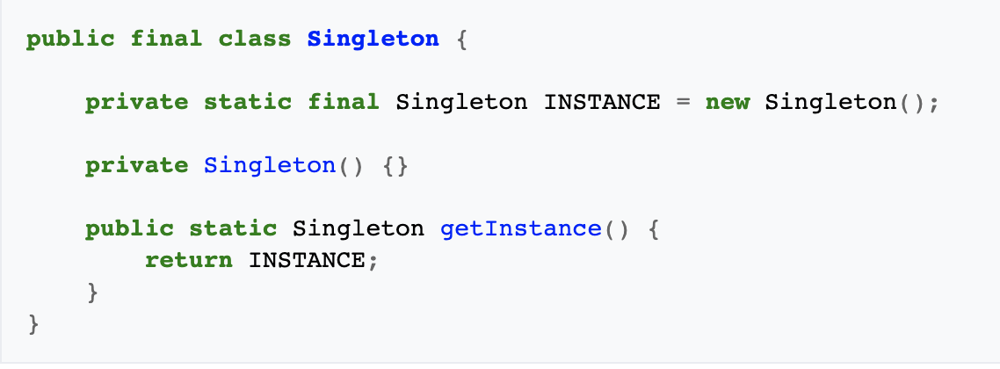 public final class Singleton {
    private static final Singleton INSTANCE = new Singleton();
    private Singleton() {}
    public static Singleton getInstance() {
        return INSTANCE;
    }
}